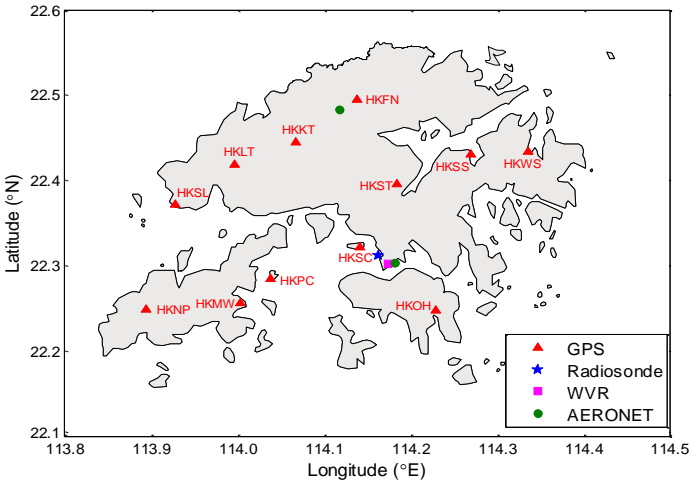 22.6
22.5
22.4
22.3
22.2
22.1
Latitude (°N)
HKFN
HKKT
HKLT
HKSS
HKWS
HKSL
HKST
HKSC
HKPC
HKMW
HKNP
HKOH
GPS
Radiosonde
WVR
AERONET
113.8 113.9 114.0 114.1 114.2 114.3 114.4 114.5
Longitude (°E)